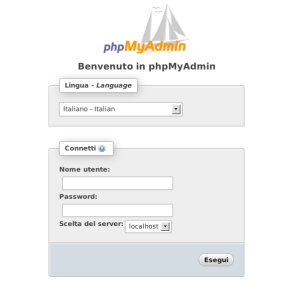 phpMyAdmin
Benvenuto in phpMyAdmin
Lingua - Language
Italiano - Italian
Connetti
Nome utente:
Password:
Scelta del server: localhost
Esegui